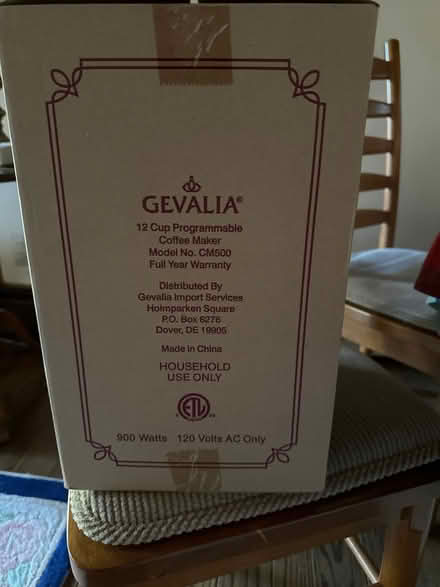 GEVALIA®
12 Cup Programmable
Coffee Maker
Model No. CM500
Full Year Warranty
Distributed By
Gevalia Import Services
Holmparken Square
P.O. Box 6276
Dover, DE 19905
Made in China
HOUSEHOLD
USE ONLY
ETL
900 Watts 120 Volts AC Only